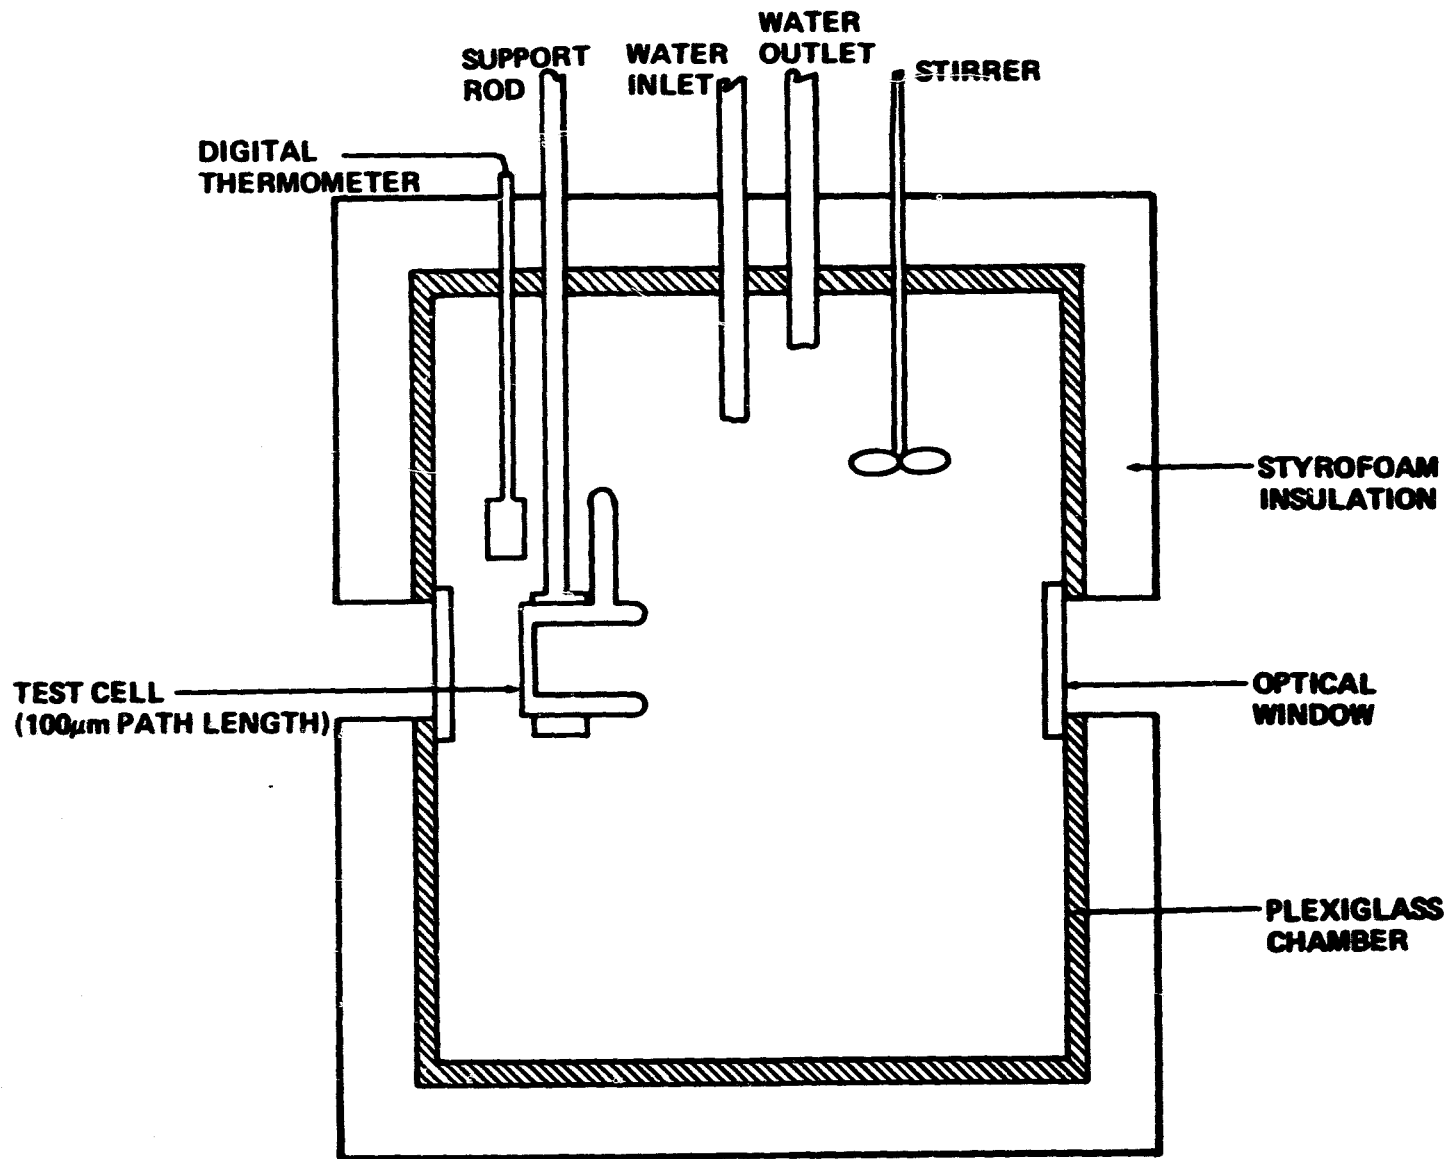 WATER
OUTLET
SUPPORT
ROD
WATER
INLET
STIRRER
DIGITAL
THERMOMETER
STYROFOAM
INSULATION
TEST CELL
(100μm PATH LENGTH)
OPTICAL
WINDOW
PLEXIGLASS
CHAMBER